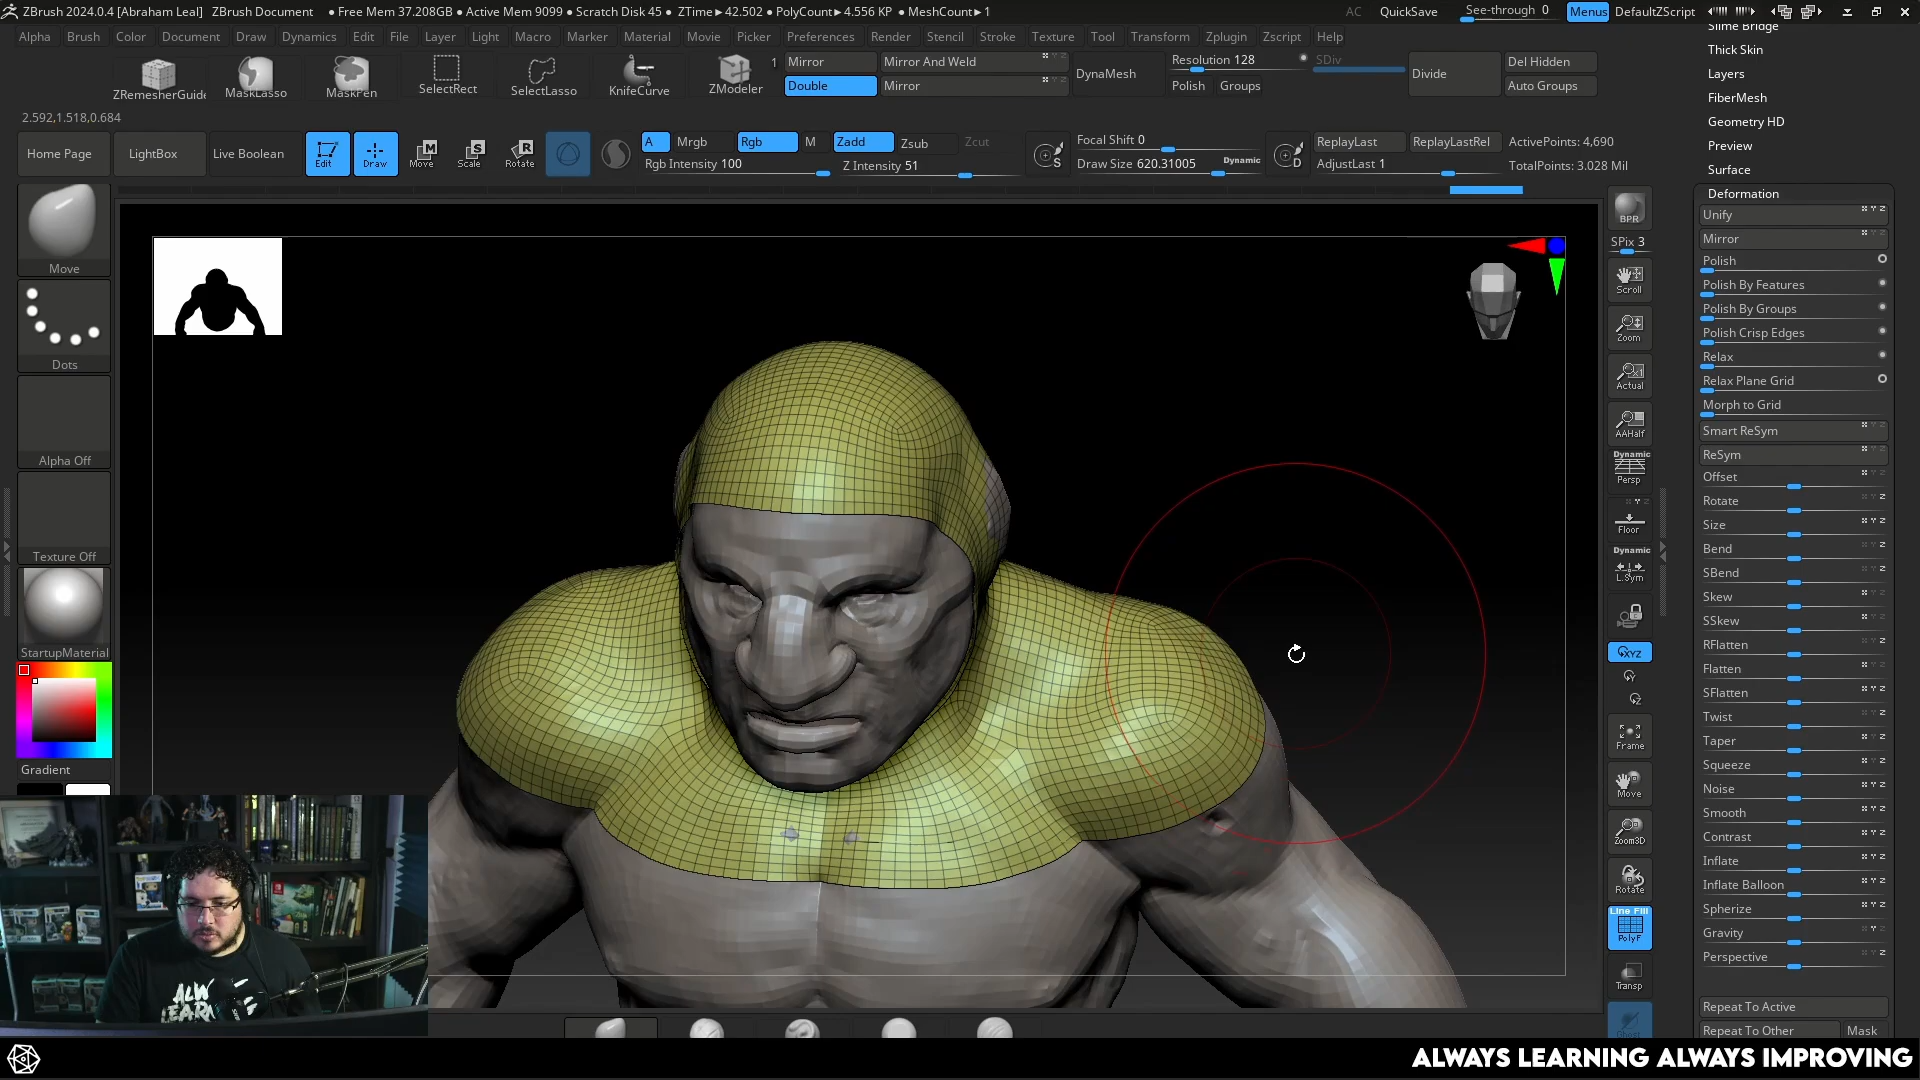 ZBrush 2024.0.4 [Abraham Leal] ZBrush Document • Free Mem 37.208GB • Active Mem 9099 • Scratch Disk 45 • ZTime►42.502 • PolyCount►4.556 KP • MeshCount►1
AC QuickSave See-through 0 Menus DefaultZScript
Alpha Brush Color Document Draw Dynamics Edit File Layer Light Macro Marker Material Movie Picker Preferences Render Stencil Stroke Texture Tool Transform Zplugin Zscript Help
ZRemesherGuide MaskLasso MaskPen SelectRect SelectLasso KnifeCurve ZModeler 1
Mirror Mirror And Weld
Double Mirror
DynaMesh
Resolution 128
Polish Groups
SDiv
Divide
Del Hidden
Auto Groups
2.592,1.518,0.684
Home Page LightBox Live Boolean
Edit Draw Move Scale Rotate
A Mrgb Rgb M Zadd Zsub Zcut
Rgb Intensity 100 Z Intensity 51
Focal Shift 0
Draw Size 620.31005 Dynamic
ReplayLast ReplayLastRel ActivePoints: 4,690
AdjustLast 1 TotalPoints: 3.028 Mil
Move
Dots
Alpha Off
Texture Off
StartupMaterial
Gradient
BPR
SPix 3
Scroll
Zoom
Actual
AAHalf
Dynamic
Persp
Floor
Dynamic
L.Sym
XYZ
Frame
Move
Zoom3D
Rotate
Line Fill
PolyF
Transp
Slime Bridge
Thick Skin
Layers
FiberMesh
Geometry HD
Preview
Surface
Deformation
Unify
Mirror
Polish
Polish By Features
Polish By Groups
Polish Crisp Edges
Relax
Relax Plane Grid
Morph to Grid
Smart ReSym
ReSym
Offset
Rotate
Size
Bend
SBend
Skew
SSkew
RFlatten
Flatten
SFlatten
Twist
Taper
Squeeze
Noise
Smooth
Contrast
Inflate
Inflate Balloon
Spherize
Gravity
Perspective
Repeat To Active
Repeat To Other Mask
ALWAYS LEARNING ALWAYS IMPROVING